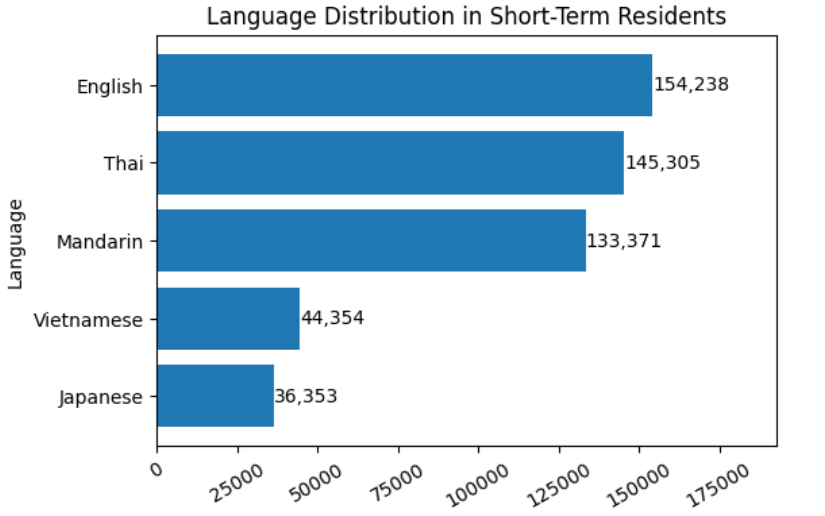 Language Distribution in Short-Term Residents
Language
English
154,238
Thai
145,305
Mandarin
133,371
Vietnamese
44,354
Japanese
36,353
0
25000
50000
75000
100000
125000
150000
175000